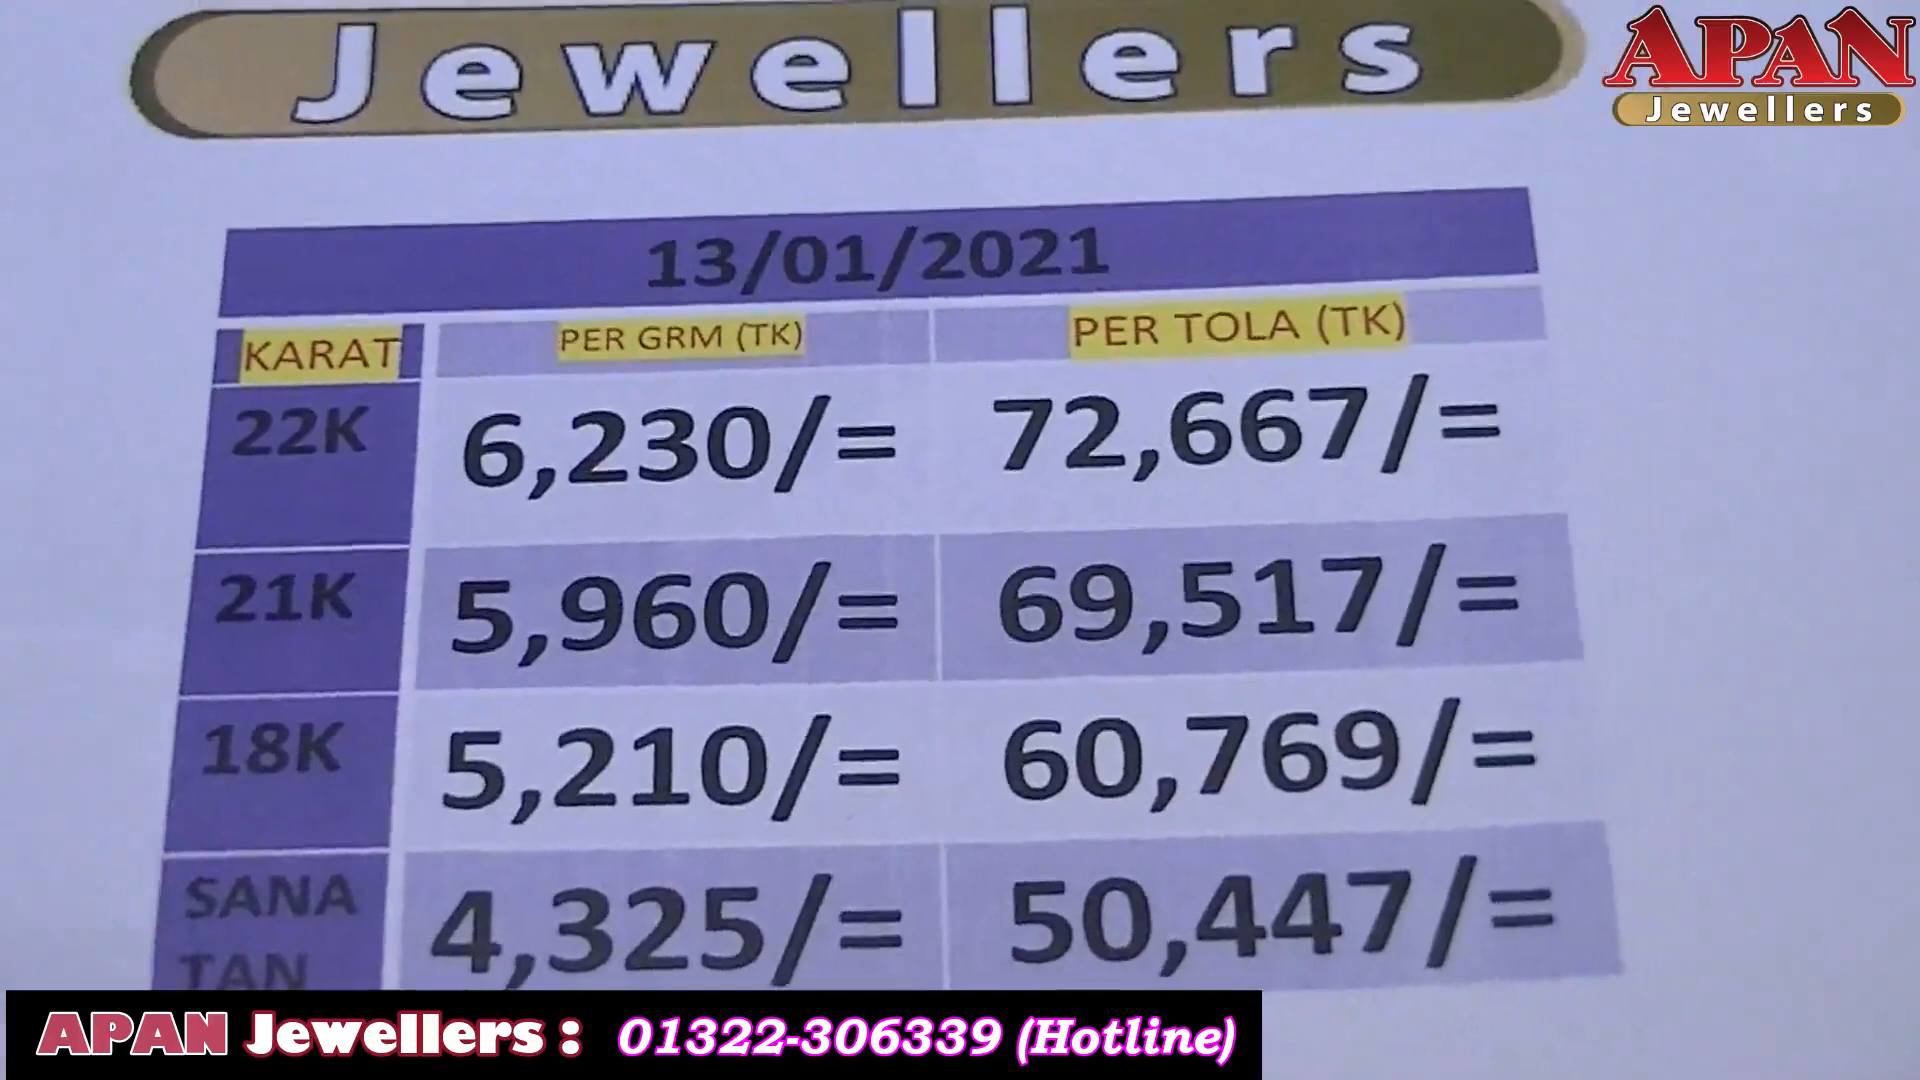 Jewellers
APAN
Jewellers
13/01/2021
KARAT PER GRM (TK) PER TOLA (TK)
22K 6,230/= 72,667/=
21K 5,960/= 69,517/=
18K 5,210/= 60,769/=
SANA 4,325/= 50,447/=
TAN
APAN Jewellers : 01322-306339 (Hotline)